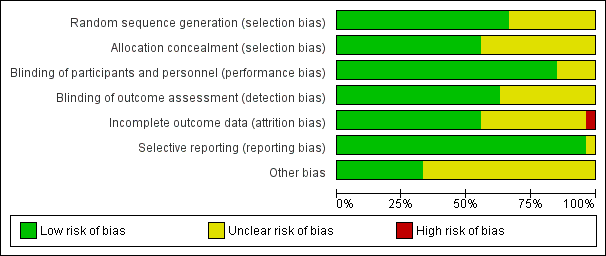 Random sequence generation (selection bias)
Allocation concealment (selection bias)
Blinding of participants and personnel (performance bias)
Blinding of outcome assessment (detection bias)
Incomplete outcome data (attrition bias)
Selective reporting (reporting bias)
Other bias
0% 25% 50% 75% 100%
Low risk of bias Unclear risk of bias High risk of bias